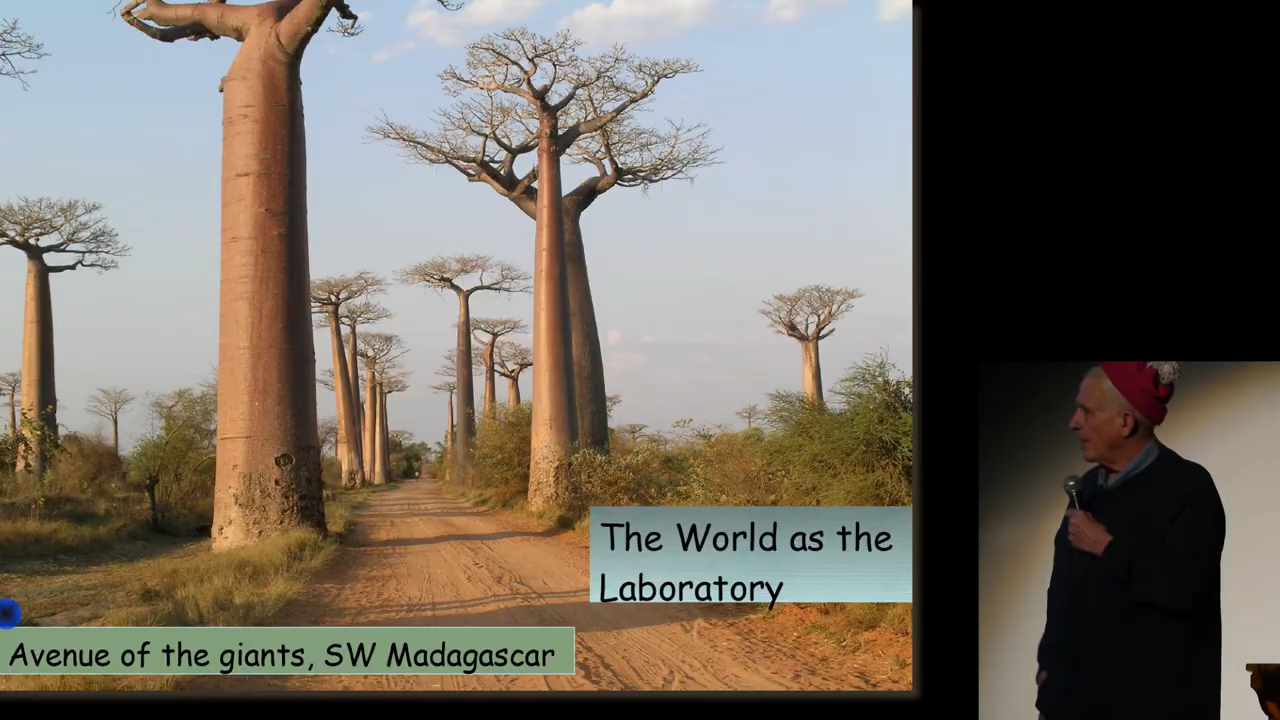 The World as the
Laboratory
Avenue of the giants, SW Madagascar